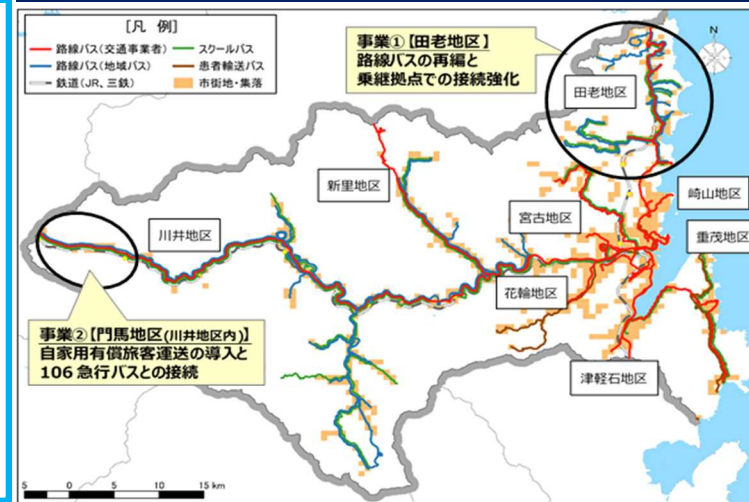 [凡 例]
路線バス(交通事業者)
スクールバス
路線バス(地域バス)
患者輸送バス
鉄道(JR、三鉄)
市街地・集落
事業①【田老地区】
路線バスの再編と
乗継拠点での接続強化
N
田老地区
新里地区
崎山地区
宮古地区
川井地区
重茂地区
花輪地区
事業②【門馬地区(川井地区内)】
自家用有償旅客運送の導入と
106 急行バスとの接続
津軽石地区
5 0 5 10 15 km